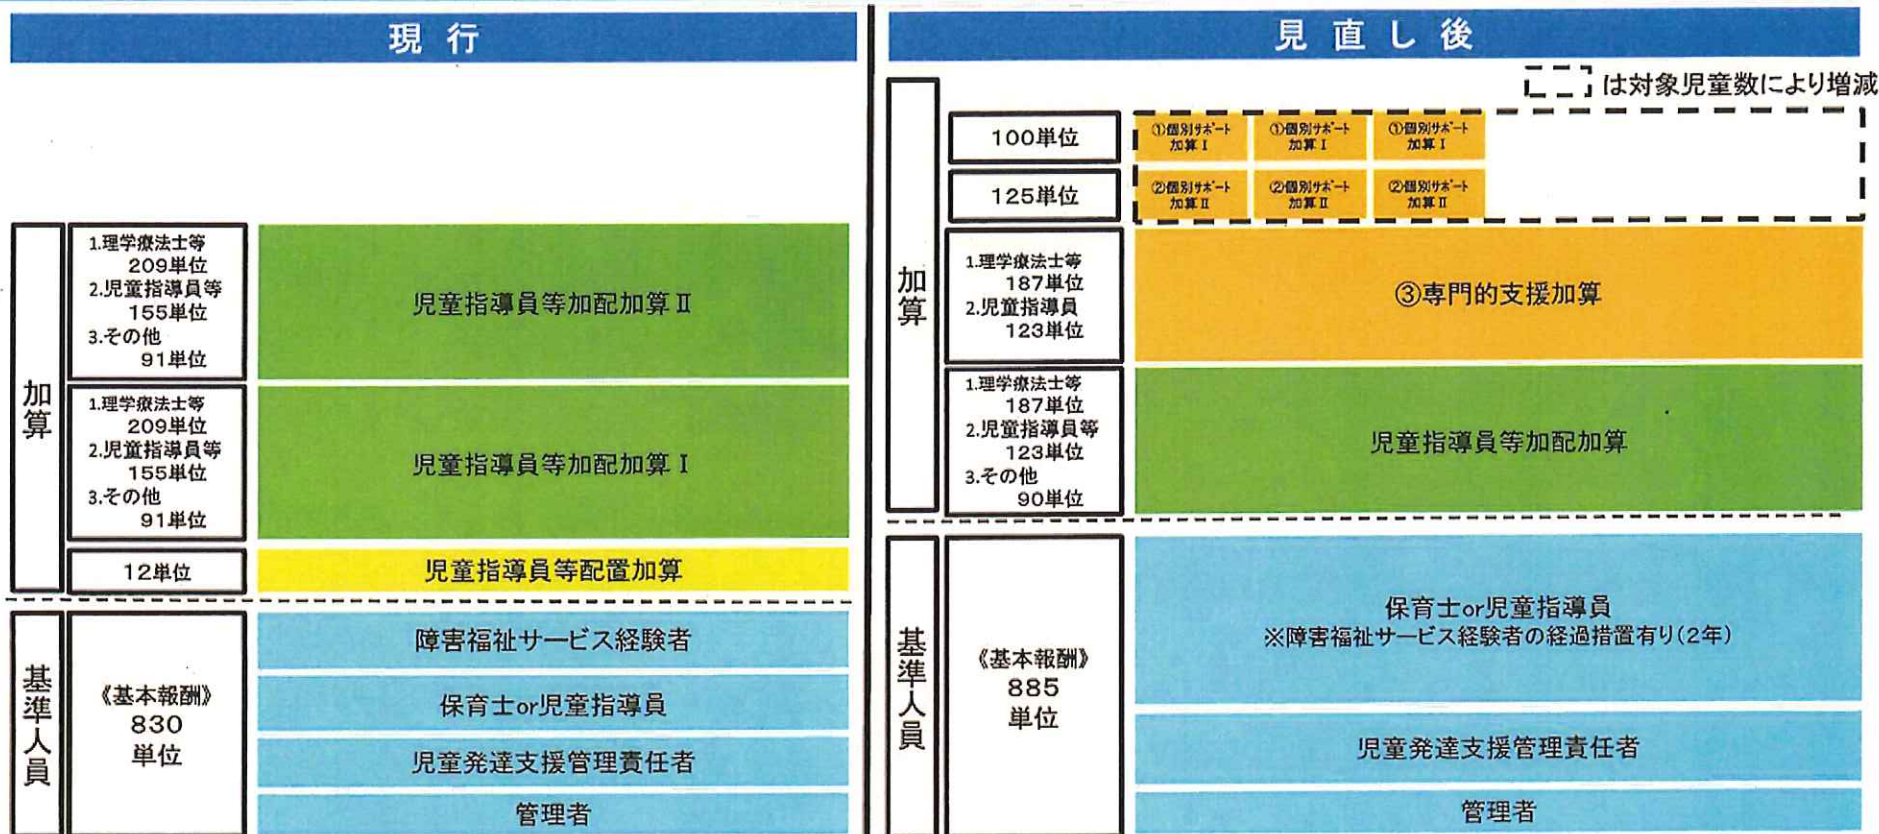 現行
加算
1.理学療法士等
209単位
2.児童指導員等
155単位
3.その他
91単位
児童指導員等加配加算Ⅱ
1.理学療法士等
209単位
2.児童指導員等
155単位
3.その他
91単位
児童指導員等加配加算Ⅰ
12単位
児童指導員等配置加算
基準人員
《基本報酬》
830
単位
障害福祉サービス経験者
保育士or児童指導員
児童発達支援管理責任者
管理者
見直し後
は対象児童数により増減
加算
100単位
①個別サポート
加算Ⅰ
①個別サポート
加算Ⅰ
①個別サポート
加算Ⅰ
125単位
②個別サポート
加算Ⅱ
②個別サポート
加算Ⅱ
②個別サポート
加算Ⅱ
1.理学療法士等
187単位
2.児童指導員
123単位
③専門的支援加算
1.理学療法士等
187単位
2.児童指導員等
123単位
3.その他
90単位
児童指導員等加配加算
基準人員
《基本報酬》
885
単位
保育士or児童指導員
※障害福祉サービス経験者の経過措置有り(2年)
児童発達支援管理責任者
管理者